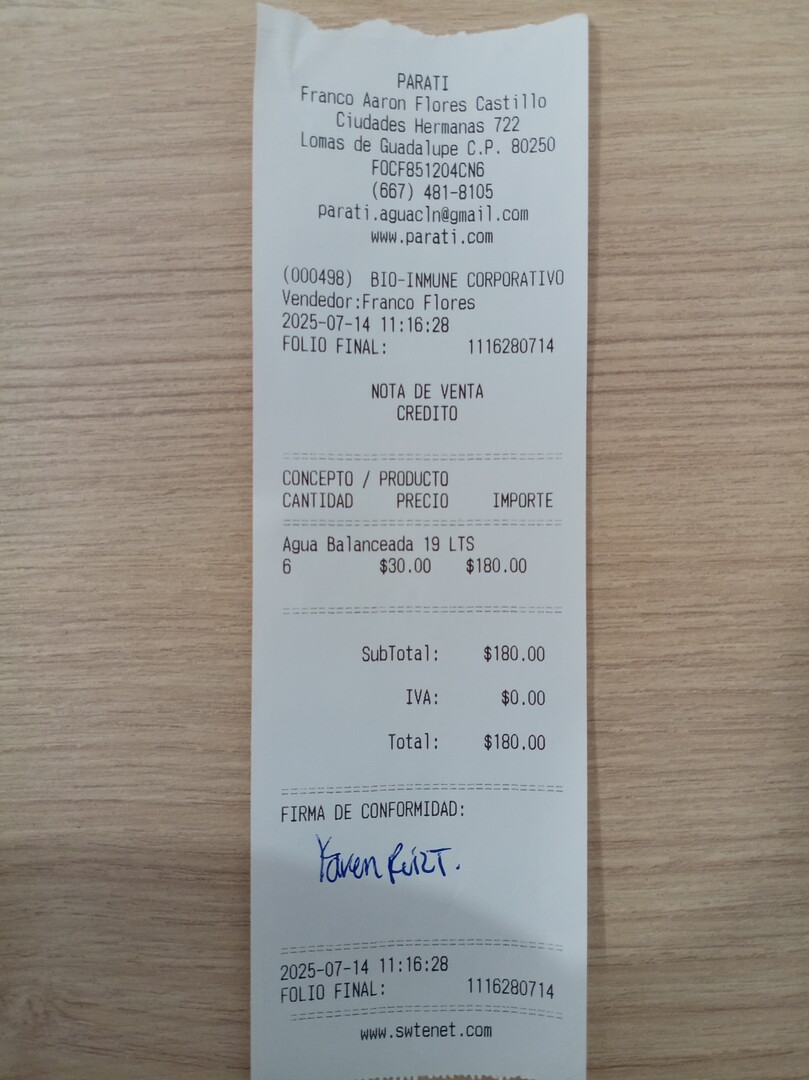 PARATI
Franco Aaron Flores Castillo
Ciudades Hermanas 722
Lomas de Guadalupe C.P. 80250
FOCF851204CN6
(667) 481-8105
parati.aguacln@gmail.com
www.parati.com
(000498) BIO-INMUNE CORPORATIVO
Vendedor:Franco Flores
2025-07-14 11:16:28
FOLIO FINAL: 1116280714
NOTA DE VENTA
CREDITO
CONCEPTO / PRODUCTO
CANTIDAD PRECIO IMPORTE
Agua Balanceada 19 LTS
6 $30.00 $180.00
SubTotal: $180.00
IVA: $0.00
Total: $180.00
FIRMA DE CONFORMIDAD:
2025-07-14 11:16:28
FOLIO FINAL: 1116280714
www.swtenet.com